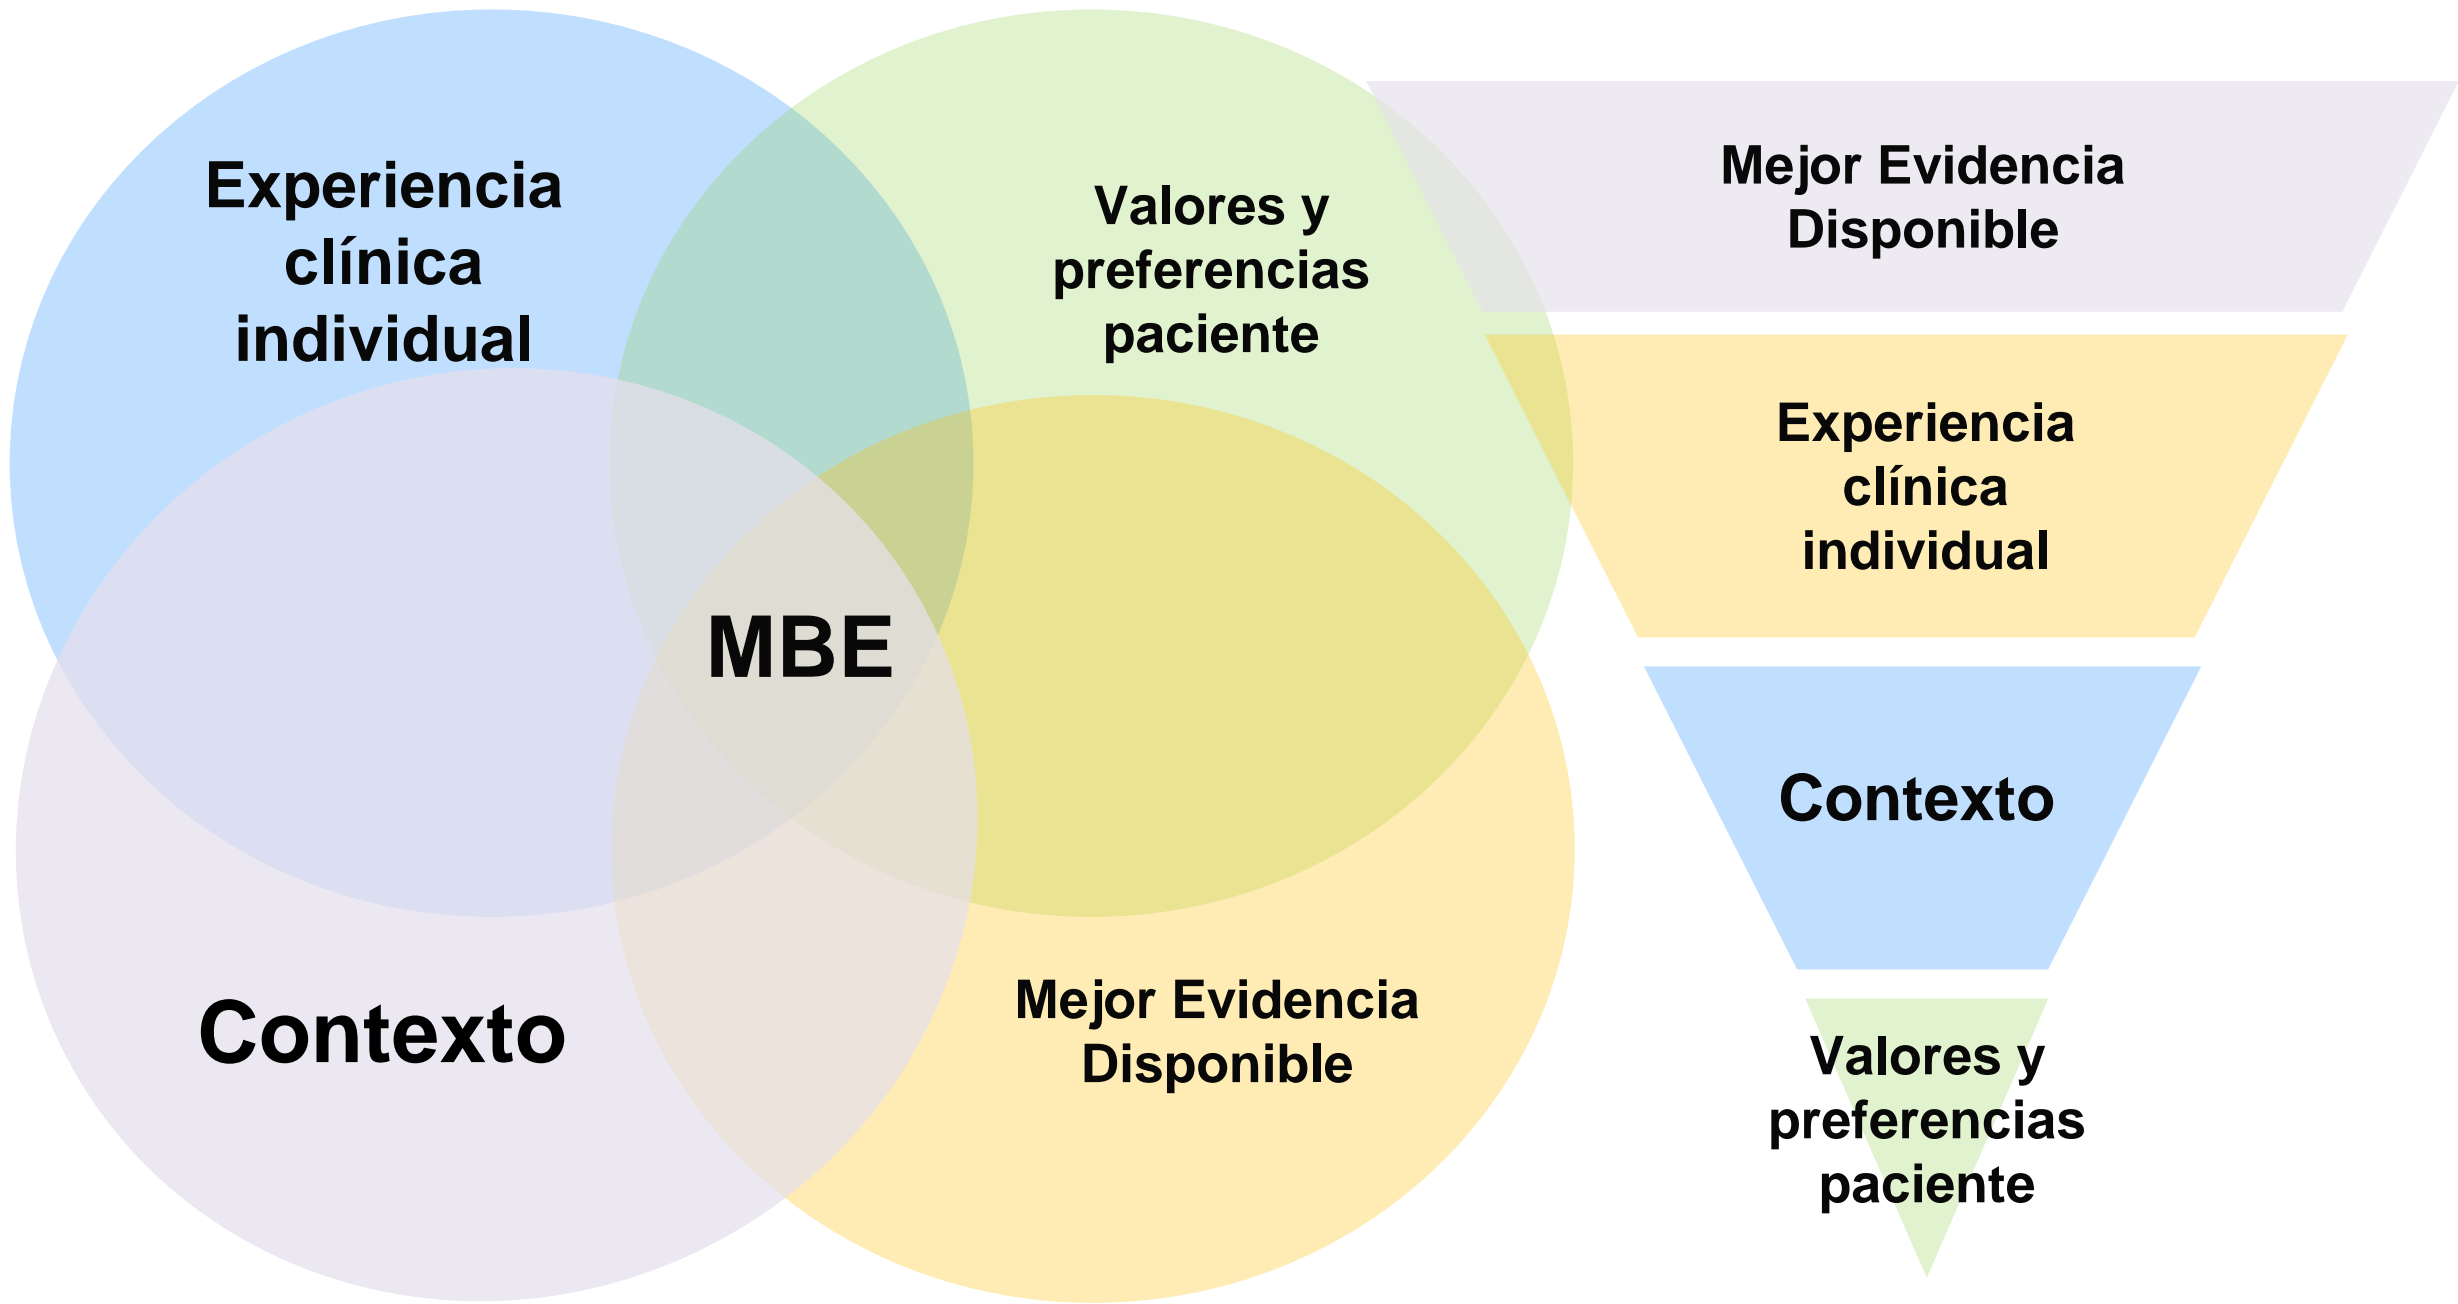 Experiencia
clínica
individual
Valores y
preferencias
paciente
MBE
Contexto
Mejor Evidencia
Disponible
Mejor Evidencia
Disponible
Experiencia
clínica
individual
Contexto
Valores y
preferencias
paciente